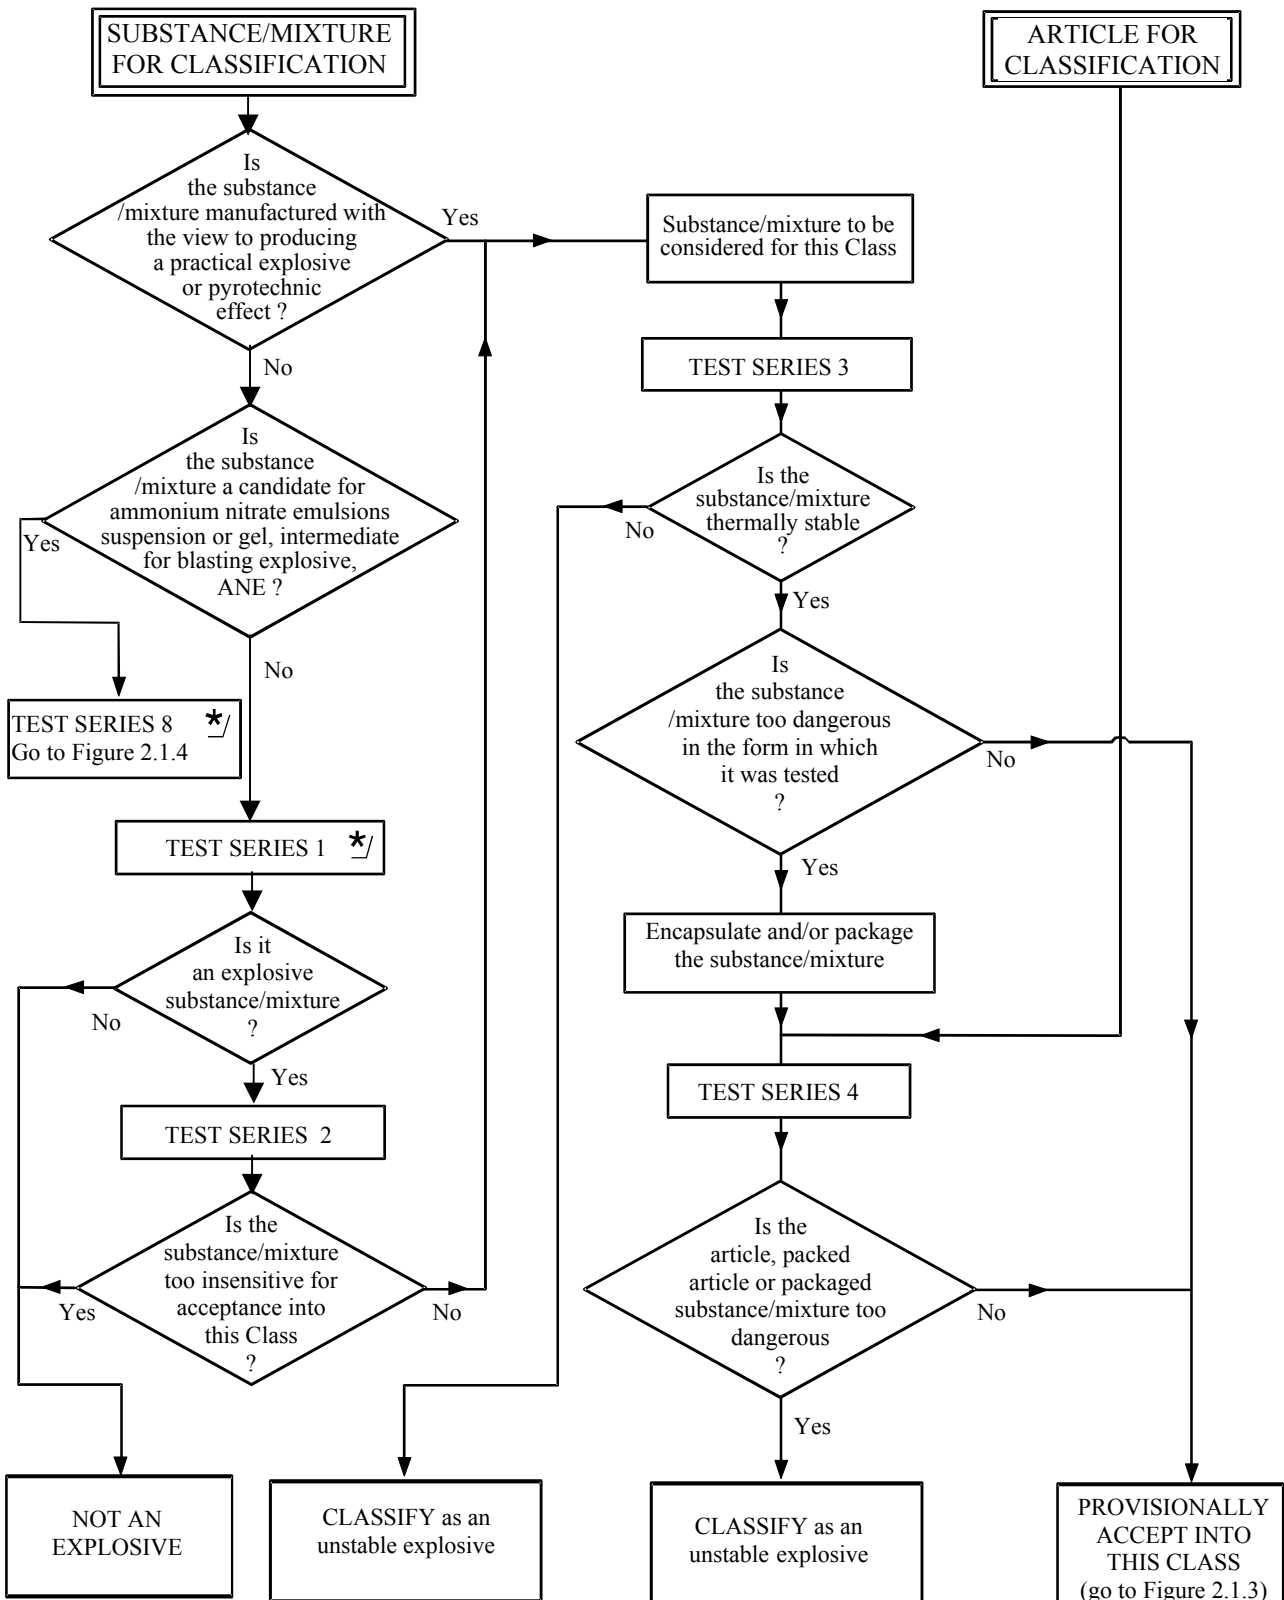 SUBSTANCE/MIXTURE
FOR CLASSIFICATION
ARTICLE FOR
CLASSIFICATION
Is
the substance
/mixture manufactured with
the view to producing
a practical explosive
or pyrotechnic
effect ?
Yes
No
Substance/mixture to be
considered for this Class
TEST SERIES 3
Is
the substance
/mixture a candidate for
ammonium nitrate emulsions
suspension or gel, intermediate
for blasting explosive,
ANE ?
Yes
No
Is the
substance/mixture
thermally stable
?
No
Yes
TEST SERIES 8 */
Go to Figure 2.1.4
Is
the substance
/mixture too dangerous
in the form in which
it was tested
?
No
Yes
TEST SERIES 1 */
Is it
an explosive
substance/mixture
?
No
Yes
Encapsulate and/or package
the substance/mixture
TEST SERIES 4
TEST SERIES 2
Is the
substance/mixture
too insensitive for
acceptance into
this Class
?
Yes
No
Is the
article, packed
article or packaged
substance/mixture too
dangerous
?
No
Yes
NOT AN
EXPLOSIVE
CLASSIFY as an
unstable explosive
CLASSIFY as an
unstable explosive
PROVISIONALLY
ACCEPT INTO
THIS CLASS
(go to Figure 2.1.3)